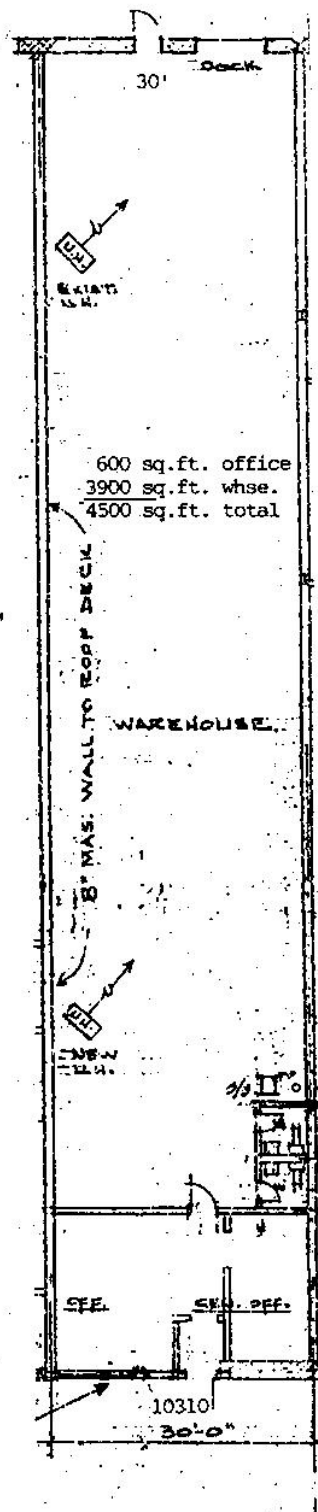 DOCK
30'
U.H.
EXIST.
U.H.
600 sq.ft. office
3900 sq.ft. whse.
4500 sq.ft. total
8" MAS. WALL TO ROOF DECK
WAREHOUSE
U.H.
NEW
U.H.
OFF.
GEN. OFF.
10310
30'-0"